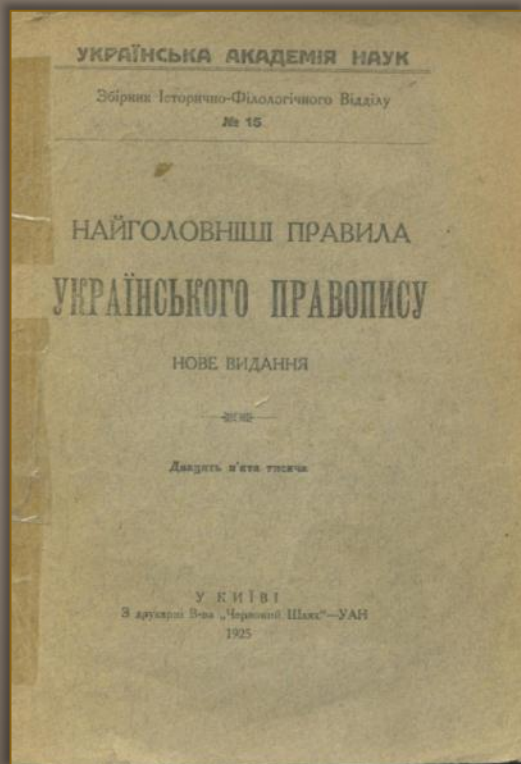 УКРАЇНСЬКА АКАДЕМІЯ НАУК
Збірник Історично-Філологічного Відділу
№ 15
НАЙГОЛОВНІШІ ПРАВИЛА
УКРАЇНСЬКОГО ПРАВОПИСУ
НОВЕ ВИДАННЯ
Двадцять п'ята тисяча
У КИЇВІ
З друкарні В-ва „Червоний Шлях“—УАН
1925